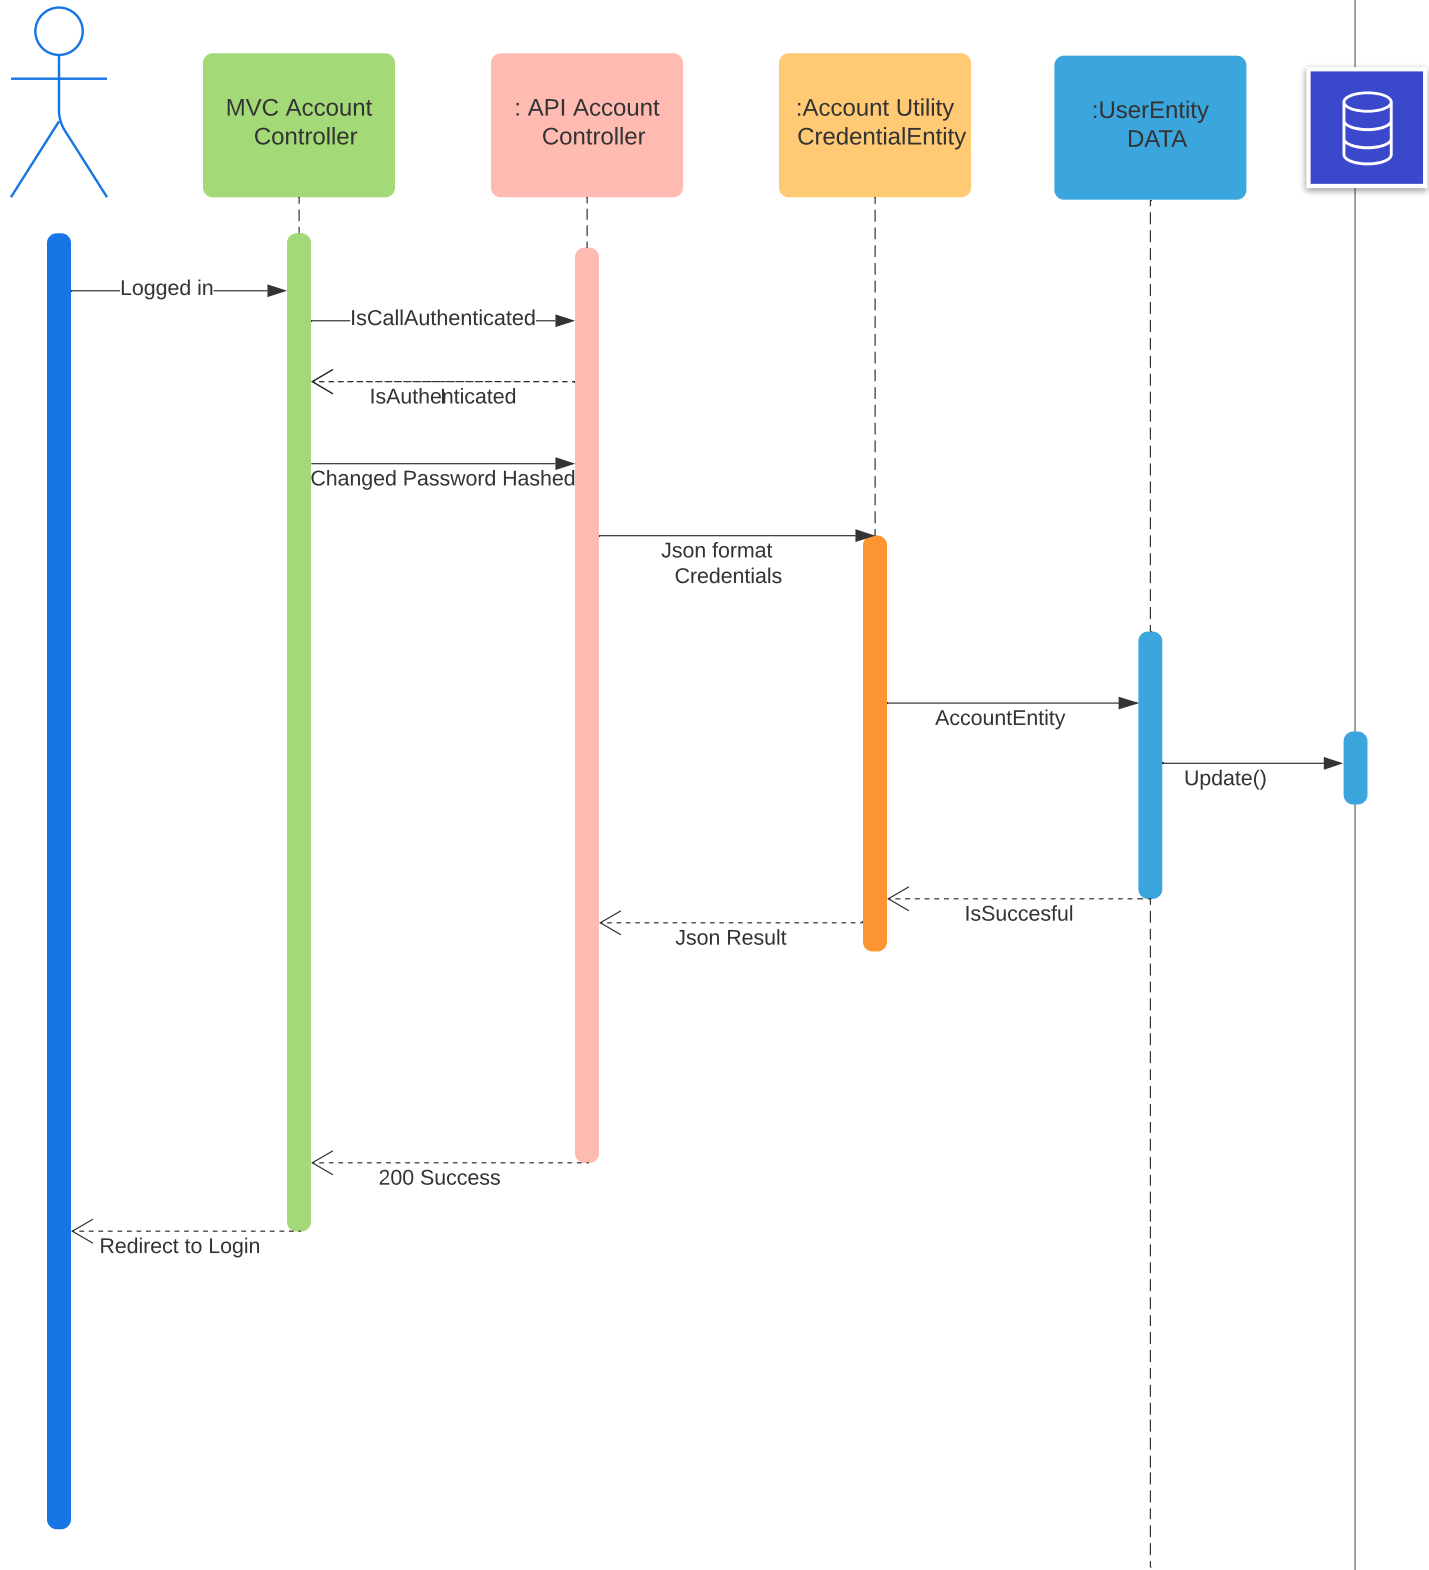 MVC Account
Controller
: API Account
Controller
:Account Utility
CredentialEntity
:UserEntity
DATA
Logged in
IsCallAuthenticated
IsAuthenticated
Changed Password Hashed
Json format
Credentials
AccountEntity
Update()
IsSuccesful
Json Result
200 Success
Redirect to Login